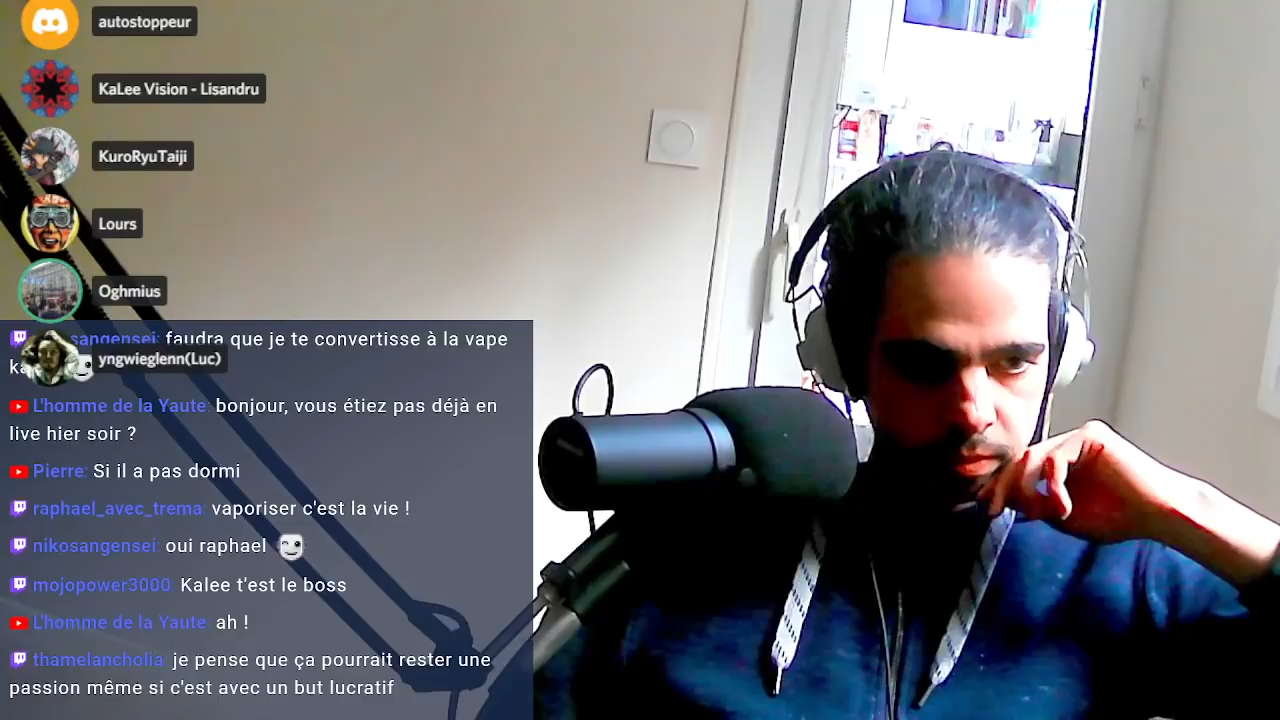 autostoppeur
KaLee Vision - Lisandru
KuroRyuTaiji
Lours
Oghmius
sangensei: faudra que je te convertisse à la vape
yngwieglenn(Luc)
L'homme de la Yaute: bonjour, vous étiez pas déjà en
live hier soir ?
Pierre: Si il a pas dormi
raphael_avec_trema: vaporiser c'est la vie !
nikosangensei: oui raphael
mojopower3000: Kalee t'est le boss
L'homme de la Yaute: ah !
thamelancholia: je pense que ça pourrait rester une
passion même si c'est avec un but lucratif